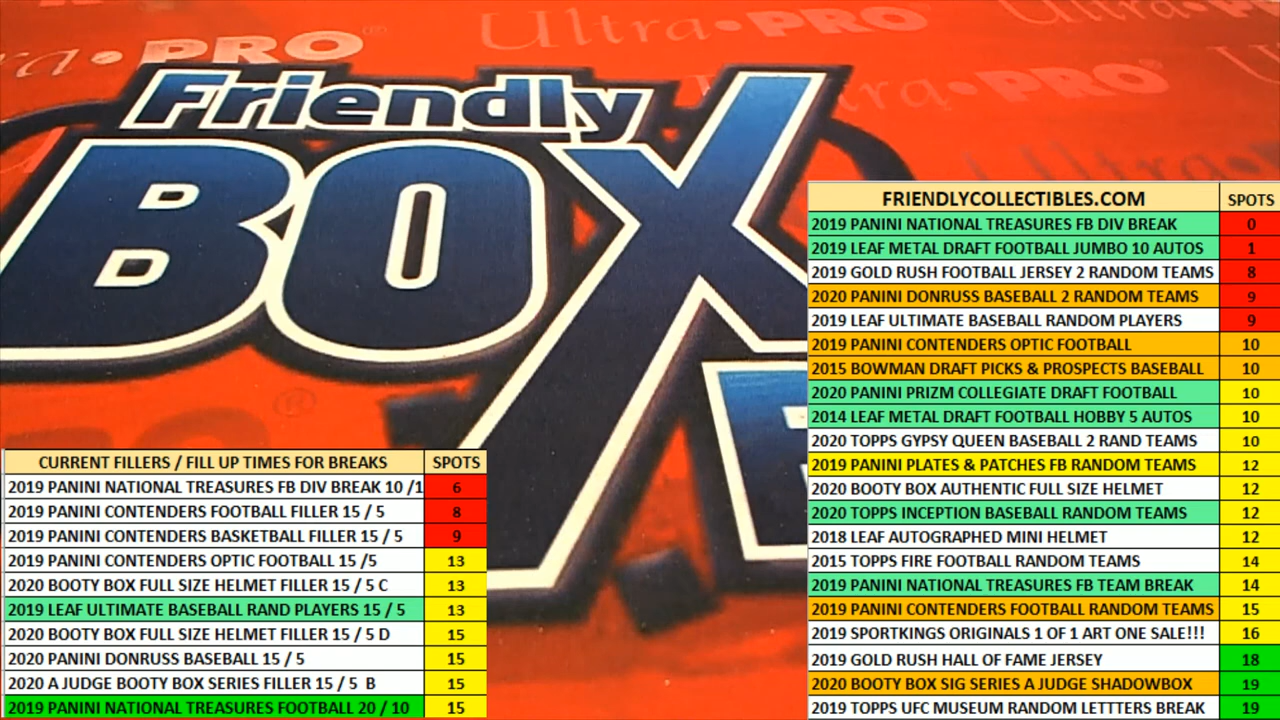 Ultra•PRO
Ultra•PRO
Ultra•PRO
Friendly
BOX
FRIENDLYCOLLECTIBLES.COM SPOTS
2019 PANINI NATIONAL TREASURES FB DIV BREAK 0
2019 LEAF METAL DRAFT FOOTBALL JUMBO 10 AUTOS 1
2019 GOLD RUSH FOOTBALL JERSEY 2 RANDOM TEAMS 8
2020 PANINI DONRUSS BASEBALL 2 RANDOM TEAMS 9
2019 LEAF ULTIMATE BASEBALL RANDOM PLAYERS 9
2019 PANINI CONTENDERS OPTIC FOOTBALL 10
2015 BOWMAN DRAFT PICKS & PROSPECTS BASEBALL 10
2020 PANINI PRIZM COLLEGIATE DRAFT FOOTBALL 10
2014 LEAF METAL DRAFT FOOTBALL HOBBY 5 AUTOS 10
2020 TOPPS GYPSY QUEEN BASEBALL 2 RAND TEAMS 10
2019 PANINI PLATES & PATCHES FB RANDOM TEAMS 12
2020 BOOTY BOX AUTHENTIC FULL SIZE HELMET 12
2020 TOPPS INCEPTION BASEBALL RANDOM TEAMS 12
2018 LEAF AUTOGRAPHED MINI HELMET 12
2015 TOPPS FIRE FOOTBALL RANDOM TEAMS 14
2019 PANINI NATIONAL TREASURES FB TEAM BREAK 14
2019 PANINI CONTENDERS FOOTBALL RANDOM TEAMS 15
2019 SPORTKINGS ORIGINALS 1 OF 1 ART ONE SALE!!! 16
2019 GOLD RUSH HALL OF FAME JERSEY 18
2020 BOOTY BOX SIG SERIES A JUDGE SHADOWBOX 19
2019 TOPPS UFC MUSEUM RANDOM LETTTERS BREAK 19
CURRENT FILLERS / FILL UP TIMES FOR BREAKS SPOTS
2019 PANINI NATIONAL TREASURES FB DIV BREAK 10 /1 6
2019 PANINI CONTENDERS FOOTBALL FILLER 15 / 5 8
2019 PANINI CONTENDERS BASKETBALL FILLER 15 / 5 9
2019 PANINI CONTENDERS OPTIC FOOTBALL 15 /5 13
2020 BOOTY BOX FULL SIZE HELMET FILLER 15 / 5 C 13
2019 LEAF ULTIMATE BASEBALL RAND PLAYERS 15 / 5 13
2020 BOOTY BOX FULL SIZE HELMET FILLER 15 / 5 D 15
2020 PANINI DONRUSS BASEBALL 15 / 5 15
2020 A JUDGE BOOTY BOX SERIES FILLER 15 / 5 B 15
2019 PANINI NATIONAL TREASURES FOOTBALL 20 / 10 15